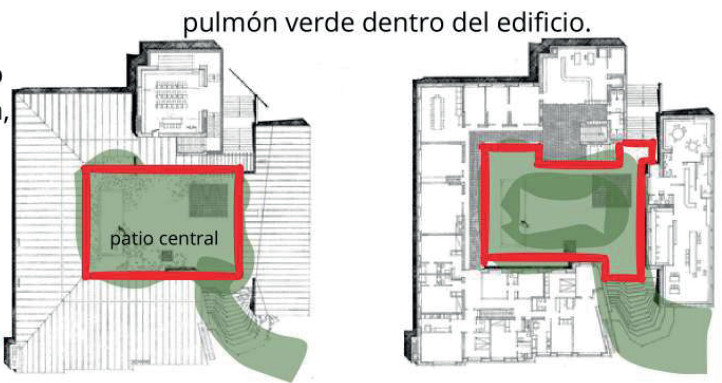 pulmón verde dentro del edificio.
patio central